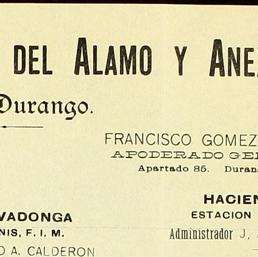 DEL ALAMO Y ANE
Durango.
FRANCISCO GOMEZ
APODERADO GE
Apartado 85. Duran
HACIEN
VADONGA
ESTACION
NIS, F. I. M.
Administrador J.
O A. CALDERON